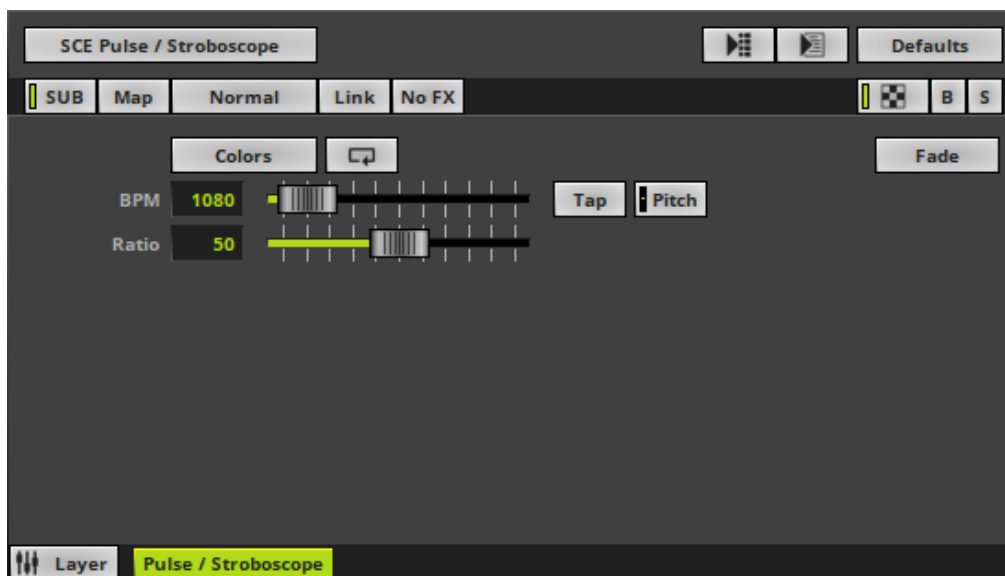 SCE Pulse / Stroboscope Defaults
SUB Map Normal Link No FX B S
Colors Fade
BPM 1080 Tap Pitch
Ratio 50
Layer Pulse / Stroboscope